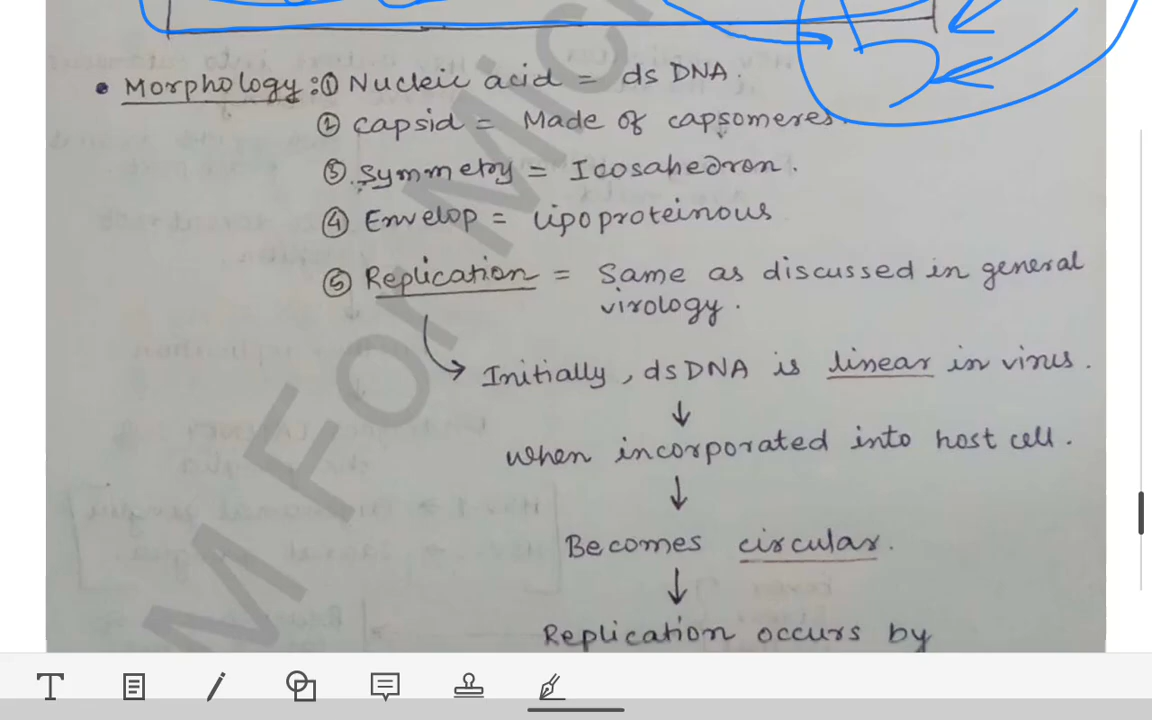 • Morphology :① Nucleic acid = ds DNA.
② Capsid = Made of capsomeres.
③ Symmetry = Icosahedron.
④ Envelop = Lipoproteinous
⑤ Replication = Same as discussed in general
virology.
Initially, dsDNA is linear in virus.
↓
When incorporated into host cell.
↓
Becomes circular.
↓
Replication occurs by
M For Mic
T